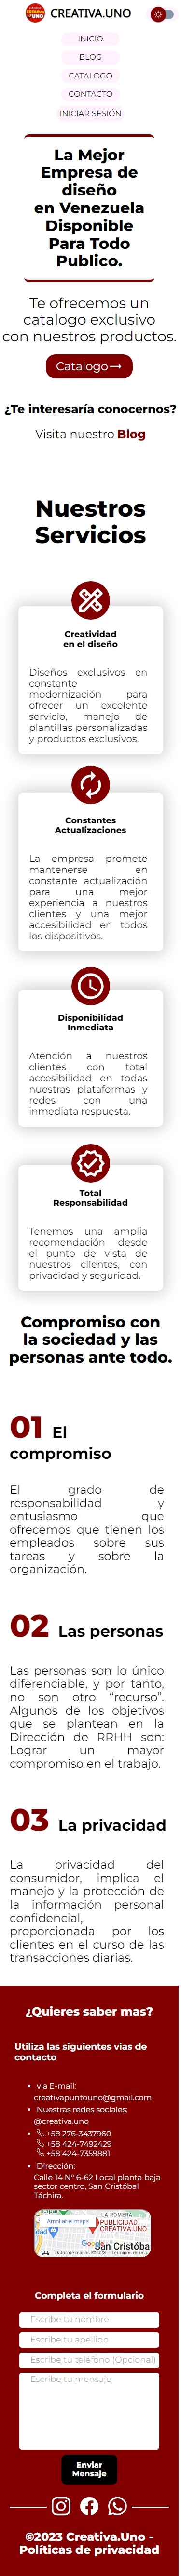 CREATIVA.UNO
INICIO
BLOG
CATALOGO
CONTACTO
INICIAR SESIÓN
La Mejor
Empresa de
diseño
en Venezuela
Disponible
Para Todo
Publico.
Te ofrecemos un
catalogo exclusivo
con nuestros productos.
Catalogo
¿Te interesaría conocernos?
Visita nuestro Blog
Nuestros
Servicios
Creatividad
en el diseño
Diseños exclusivos en
constante
modernización para
ofrecer un excelente
servicio, manejo de
plantillas personalizadas
y productos exclusivos.
Constantes
Actualizaciones
La empresa promete
mantenerse en
constante actualización
para una mejor
experiencia a nuestros
clientes y una mejor
accesibilidad en todos
los dispositivos.
Disponibilidad
Inmediata
Atención a nuestros
clientes con total
accesibilidad en todas
nuestras plataformas y
redes con una
inmediata respuesta.
Total
Responsabilidad
Tenemos una amplia
recomendación desde
el punto de vista de
nuestros clientes, con
privacidad y seguridad.
Compromiso con
la sociedad y las
personas ante todo.
01 El
compromiso
El grado de
responsabilidad y
entusiasmo que
ofrecemos que tienen los
empleados sobre sus
tareas y sobre la
organización.
02 Las personas
Las personas son lo único
diferenciable, y por tanto,
no son otro “recurso”.
Algunos de los objetivos
que se plantean en la
Dirección de RRHH son:
Lograr un mayor
compromiso en el trabajo.
03 La privacidad
La privacidad del
consumidor, implica el
manejo y la protección de
la información personal
confidencial,
proporcionada por los
clientes en el curso de las
transacciones diarias.
¿Quieres saber mas?
Utiliza las siguientes vias de
contacto
via E-mail:
creativapuntouno@gmail.com
Nuestras redes sociales:
@creativa.uno
+58 276-3437960
+58 424-7492429
+58 424-7359881
Dirección:
Calle 14 N° 6-62 Local planta baja
sector centro, San Cristóbal
Táchira.
LA ROMERA
Ampliar el mapa
PUBLICIDAD
CREATIVA.UNO
dad
Google
San Cristóba
Datos de mapas ©2023
Términos de uso
Completa el formulario
Escribe tu nombre
Escribe tu apellido
Escribe tu teléfono (Opcional)
Escribe tu mensaje
Enviar
Mensaje
©2023 Creativa.Uno -
Políticas de privacidad